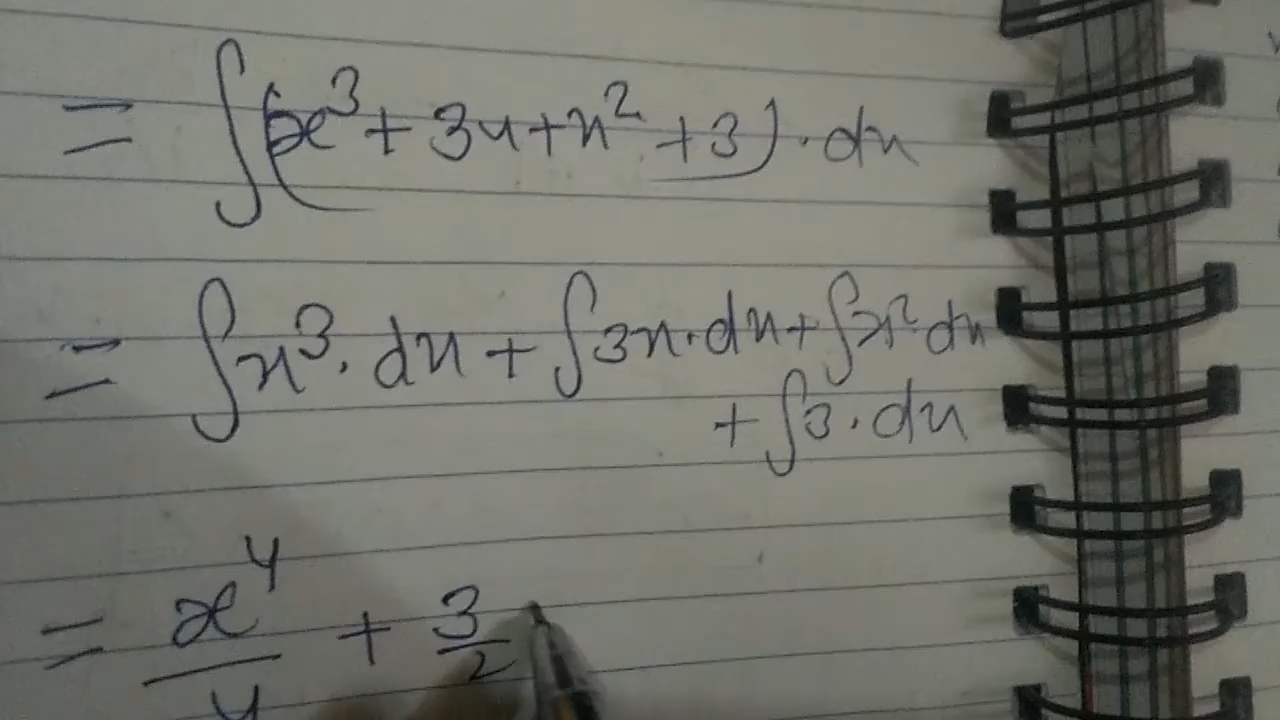 = ∫(x³ + 3x + x² + 3) · dx
= ∫x³ · dx + ∫3x · dx + ∫x² · dx
+ ∫3 · dx
= x⁴/4 + 3/2